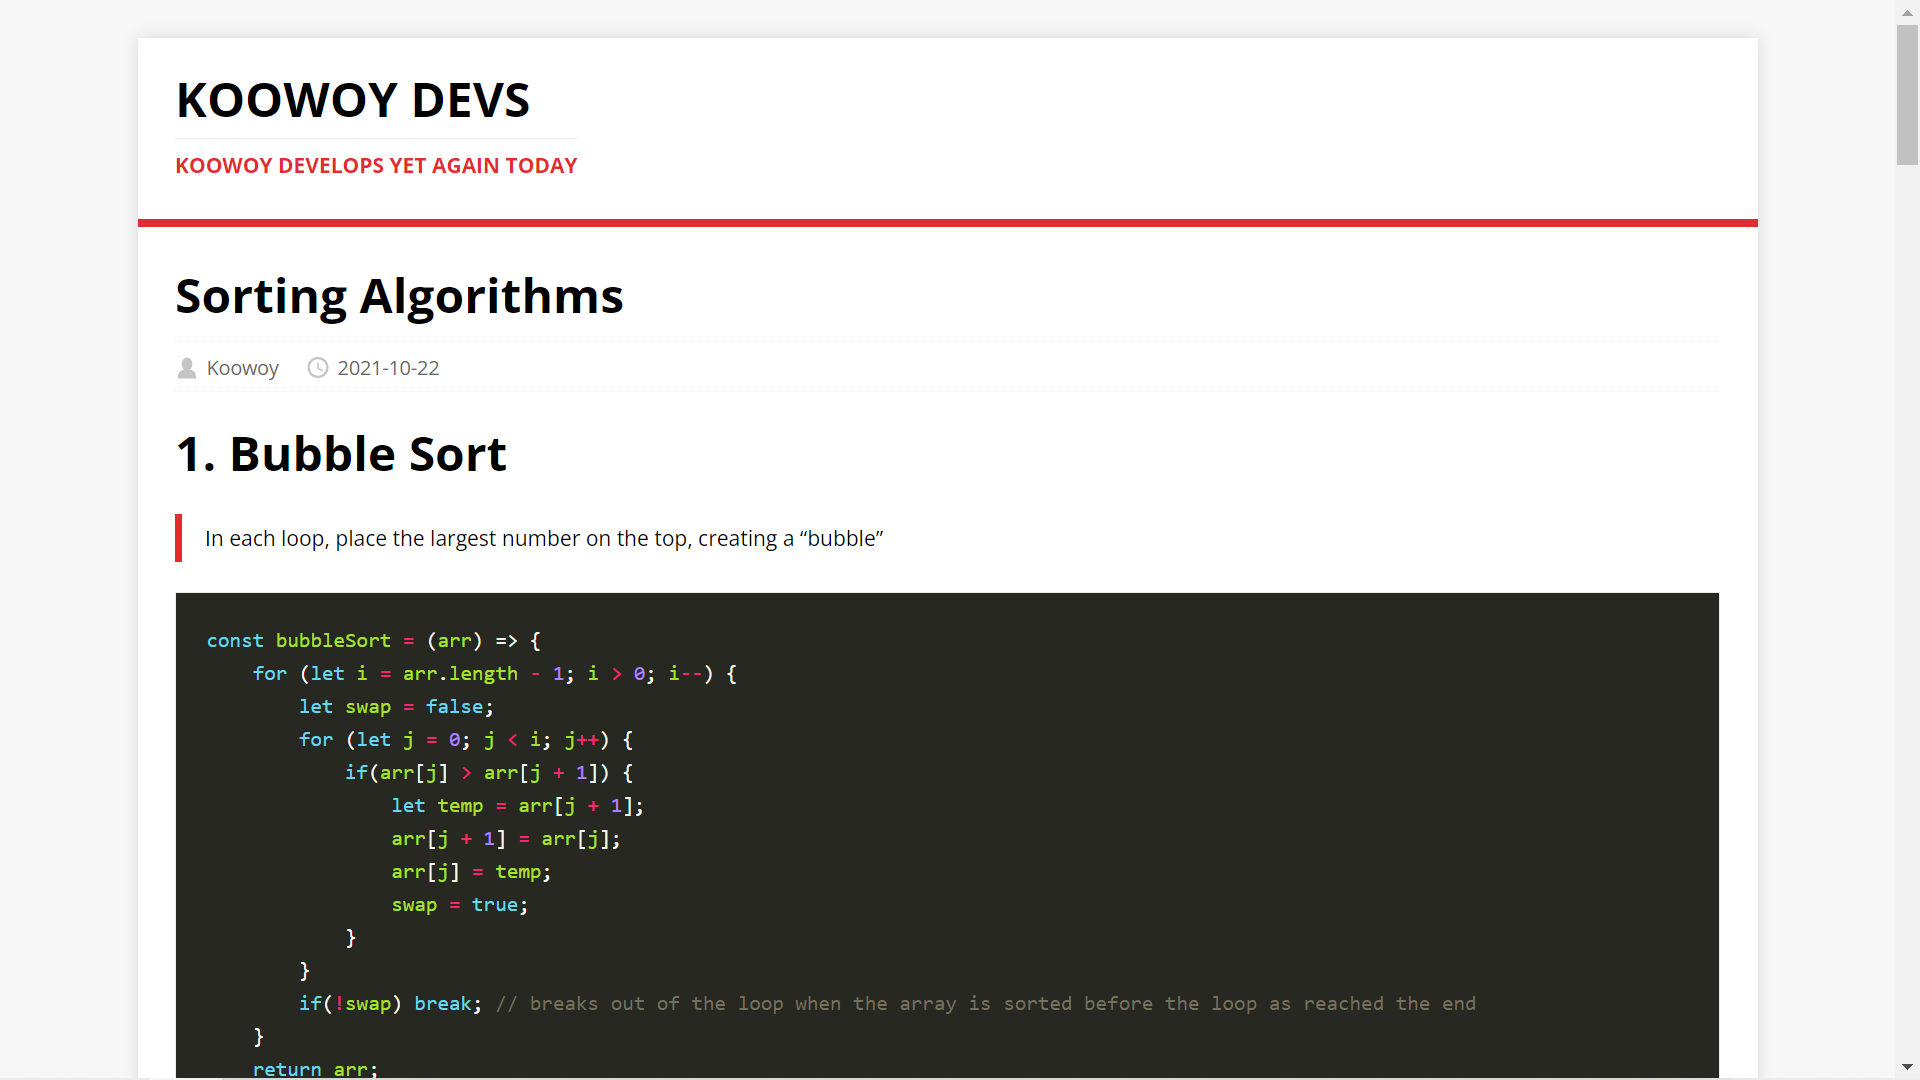 KOOWOY DEVS
KOOWOY DEVELOPS YET AGAIN TODAY
Sorting Algorithms
Koowoy 2021-10-22
1. Bubble Sort
In each loop, place the largest number on the top, creating a “bubble”
const bubbleSort = (arr) => {
    for (let i = arr.length - 1; i > 0; i--) {
        let swap = false;
        for (let j = 0; j < i; j++) {
            if(arr[j] > arr[j + 1]) {
                let temp = arr[j + 1];
                arr[j + 1] = arr[j];
                arr[j] = temp;
                swap = true;
            }
        }
        if(!swap) break; // breaks out of the loop when the array is sorted before the loop as reached the end
    }
    return arr;